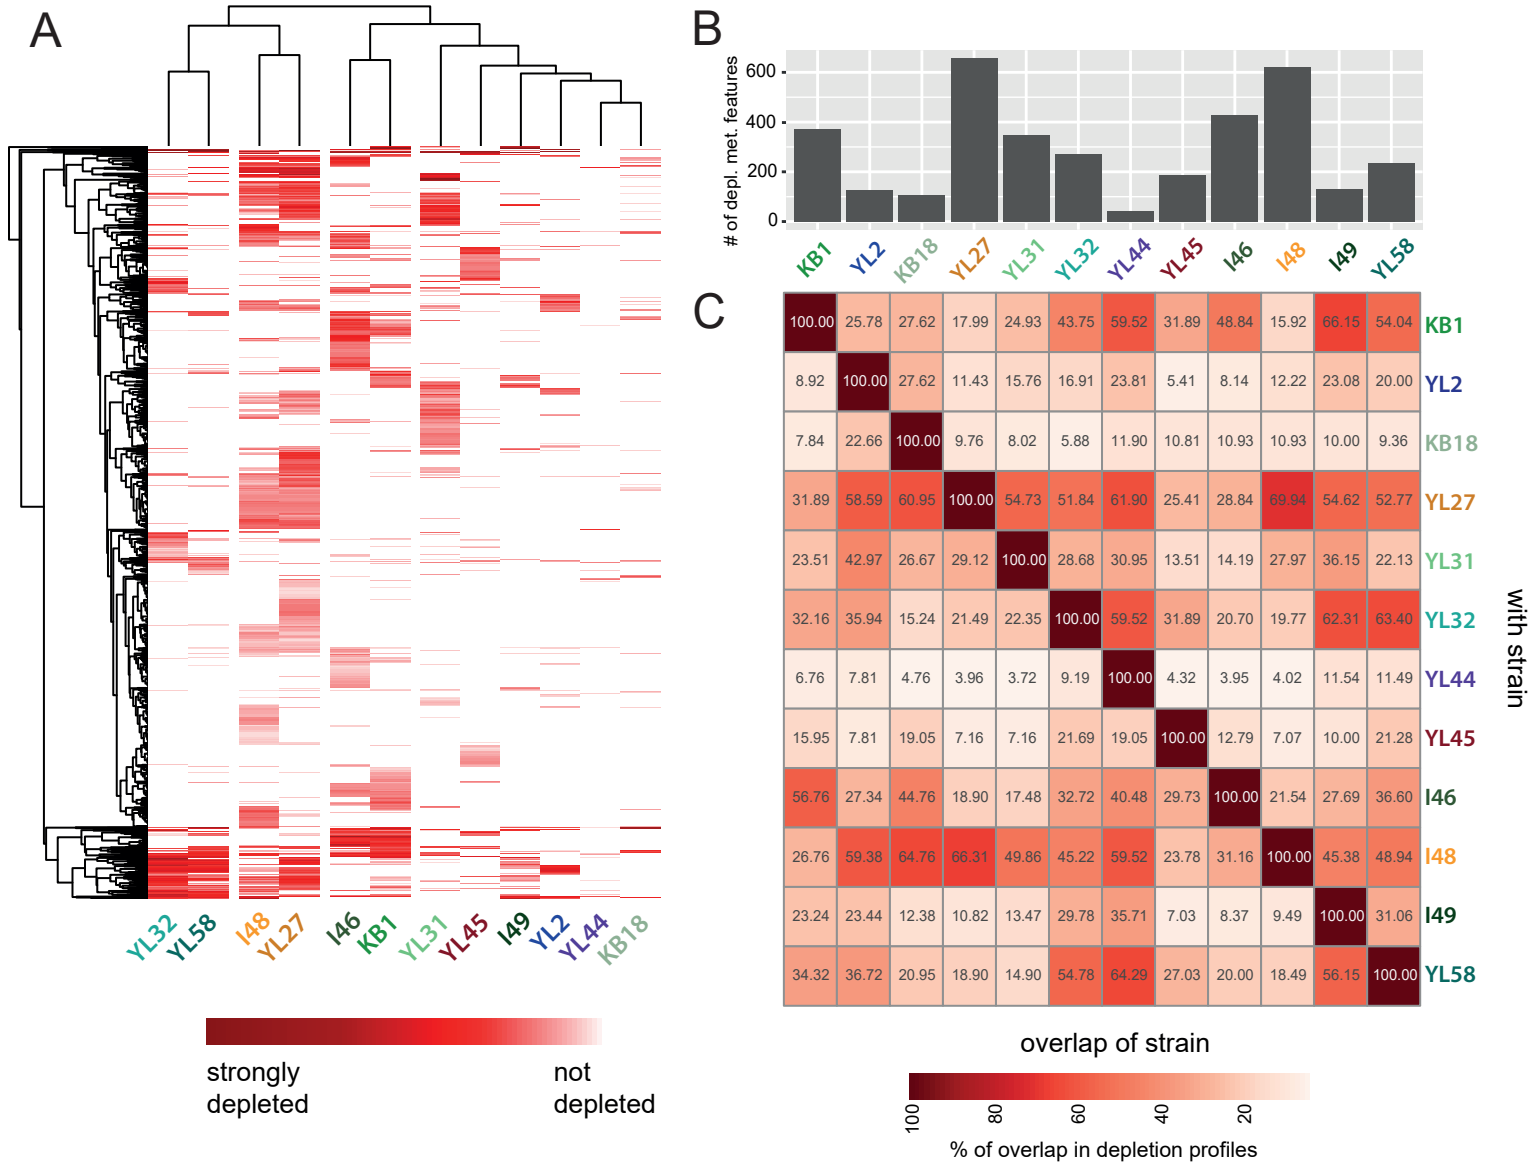 A
YL32 YL58 I48 YL27 I46 KB1 YL31 YL45 I49 YL2 YL44 KB18
strongly depleted
not depleted
B
# of depl. met. features
600
400
200
0
KB1 YL2 KB18 YL27 YL31 YL32 YL44 YL45 I46 I48 I49 YL58
C
100.00 25.78 27.62 17.99 24.93 43.75 59.52 31.89 48.84 15.92 66.15 54.04 KB1
8.92 100.00 27.62 11.43 15.76 16.91 23.81 5.41 8.14 12.22 23.08 20.00 YL2
7.84 22.66 100.00 9.76 8.02 5.88 11.90 10.81 10.93 10.93 10.00 9.36 KB18
31.89 58.59 60.95 100.00 54.73 51.84 61.90 25.41 28.84 69.94 54.62 52.77 YL27
23.51 42.97 26.67 29.12 100.00 28.68 30.95 13.51 14.19 27.97 36.15 22.13 YL31
32.16 35.94 15.24 21.49 22.35 100.00 59.52 31.89 20.70 19.77 62.31 63.40 YL32
6.76 7.81 4.76 3.96 3.72 9.19 100.00 4.32 3.95 4.02 11.54 11.49 YL44
15.95 7.81 19.05 7.16 7.16 21.69 19.05 100.00 12.79 7.07 10.00 21.28 YL45
56.76 27.34 44.76 18.90 17.48 32.72 40.48 29.73 100.00 21.54 27.69 36.60 I46
26.76 59.38 64.76 66.31 49.86 45.22 59.52 23.78 31.16 100.00 45.38 48.94 I48
23.24 23.44 12.38 10.82 13.47 29.78 35.71 7.03 8.37 9.49 100.00 31.06 I49
34.32 36.72 20.95 18.90 14.90 54.78 64.29 27.03 20.00 18.49 56.15 100.00 YL58
with strain
overlap of strain
100 80 60 40 20
% of overlap in depletion profiles